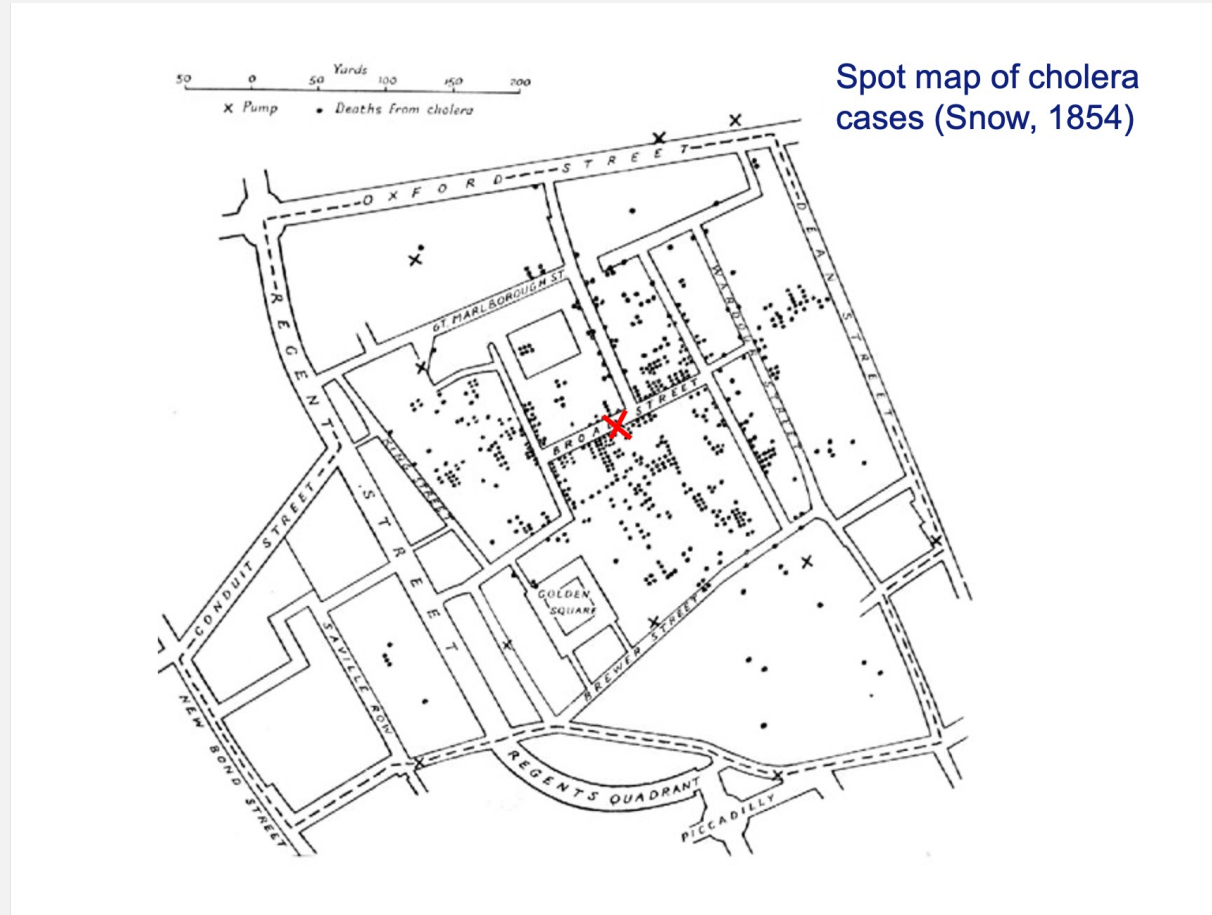 Spot map of cholera
cases (Snow, 1854)
Yards
50 0 50 100 150 200
x Pump • Deaths from cholera
OXFORD STREET
DEAN STREET
REGENT STREET
GT. MARLBOROUGH ST.
WARDOUR STREET
BROAD STREET
KING STREET
CONDUIT STREET
GOLDEN
SQUARE
SAVILLE ROW
BREWER STREET
NEW BOND STREET
REGENTS QUADRANT
PICCADILLY